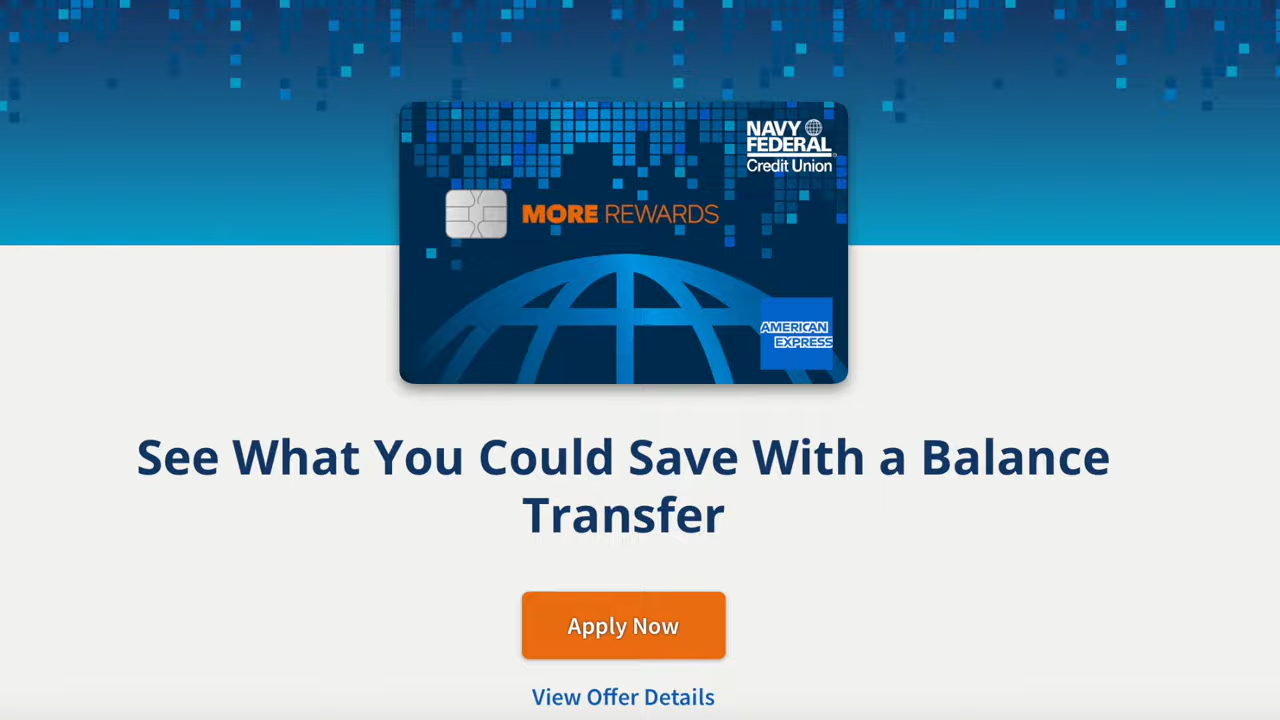 NAVY
FEDERAL
Credit Union
MORE REWARDS
AMERICAN
EXPRESS
See What You Could Save With a Balance
Transfer
Apply Now
View Offer Details